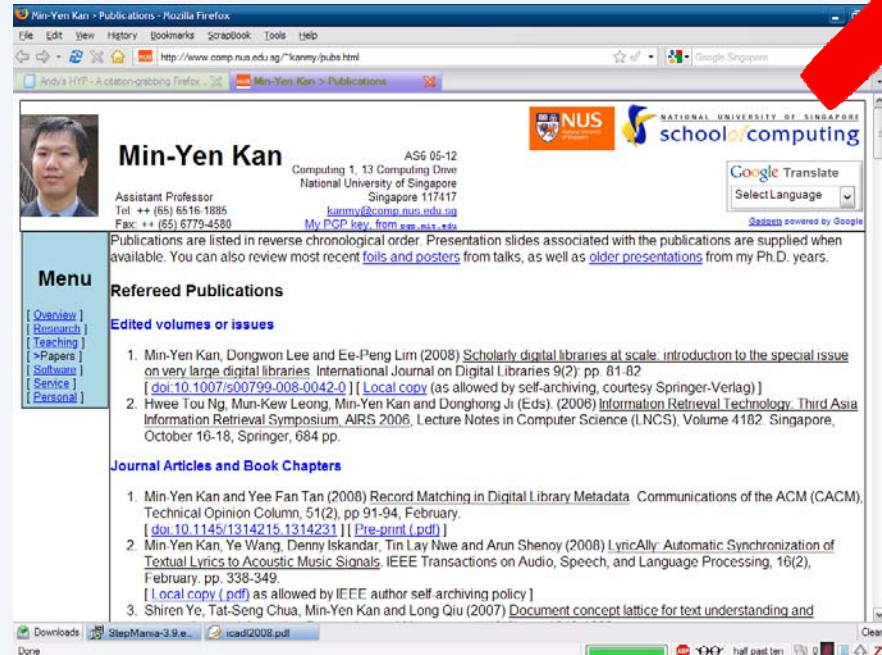 Min-Yen Kan > Publications - Mozilla Firefox
File Edit View History Bookmarks ScrapBook Tools Help
http://www.comp.nus.edu.sg/~kanmy/pubs.html
Google Singapore
Andy's HYP - A citation-grabbing Firefox...
Min-Yen Kan > Publications
NUS
National University of Singapore
NATIONAL UNIVERSITY OF SINGAPORE
school of computing
Min-Yen Kan
Assistant Professor
Tel: ++ (65) 6516-1885
Fax: ++ (65) 6779-4580
AS6 05-12
Computing 1, 13 Computing Drive
National University of Singapore
Singapore 117417
kanmy@comp.nus.edu.sg
My PGP key, from pgp.mit.edu
Google Translate
Select Language
Gadgets powered by Google
Menu
[ Overview ]
[ Research ]
[ Teaching ]
[ >Papers ]
[ Software ]
[ Service ]
[ Personal ]
Publications are listed in reverse chronological order. Presentation slides associated with the publications are supplied when
available. You can also review most recent foils and posters from talks, as well as older presentations from my Ph.D. years.
Refereed Publications
Edited volumes or issues
1. Min-Yen Kan, Dongwon Lee and Ee-Peng Lim (2008) Scholarly digital libraries at scale: introduction to the special issue
on very large digital libraries. International Journal on Digital Libraries 9(2): pp. 81-82
[ doi:10.1007/s00799-008-0042-0 ] [ Local copy (as allowed by self-archiving, courtesy Springer-Verlag) ]
2. Hwee Tou Ng, Mun-Kew Leong, Min-Yen Kan and Donghong Ji (Eds). (2006) Information Retrieval Technology: Third Asia
Information Retrieval Symposium, AIRS 2006, Lecture Notes in Computer Science (LNCS), Volume 4182. Singapore,
October 16-18, Springer, 684 pp.
Journal Articles and Book Chapters
1. Min-Yen Kan and Yee Fan Tan (2008) Record Matching in Digital Library Metadata. Communications of the ACM (CACM),
Technical Opinion Column, 51(2), pp 91-94, February.
[ doi:10.1145/1314215.1314231 ] [ Pre-print (.pdf) ]
2. Min-Yen Kan, Ye Wang, Denny Iskandar, Tin Lay Nwe and Arun Shenoy (2008) LyricAlly: Automatic Synchronization of
Textual Lyrics to Acoustic Music Signals. IEEE Transactions on Audio, Speech, and Language Processing, 16(2),
February. pp. 338-349.
[ Local copy (.pdf) as allowed by IEEE author self-archiving policy ]
3. Shiren Ye, Tat-Seng Chua, Min-Yen Kan and Long Qiu (2007) Document concept lattice for text understanding and
Downloads StepMania-3.9.e... icadl2008.pdf Clear
Done half past ten 0